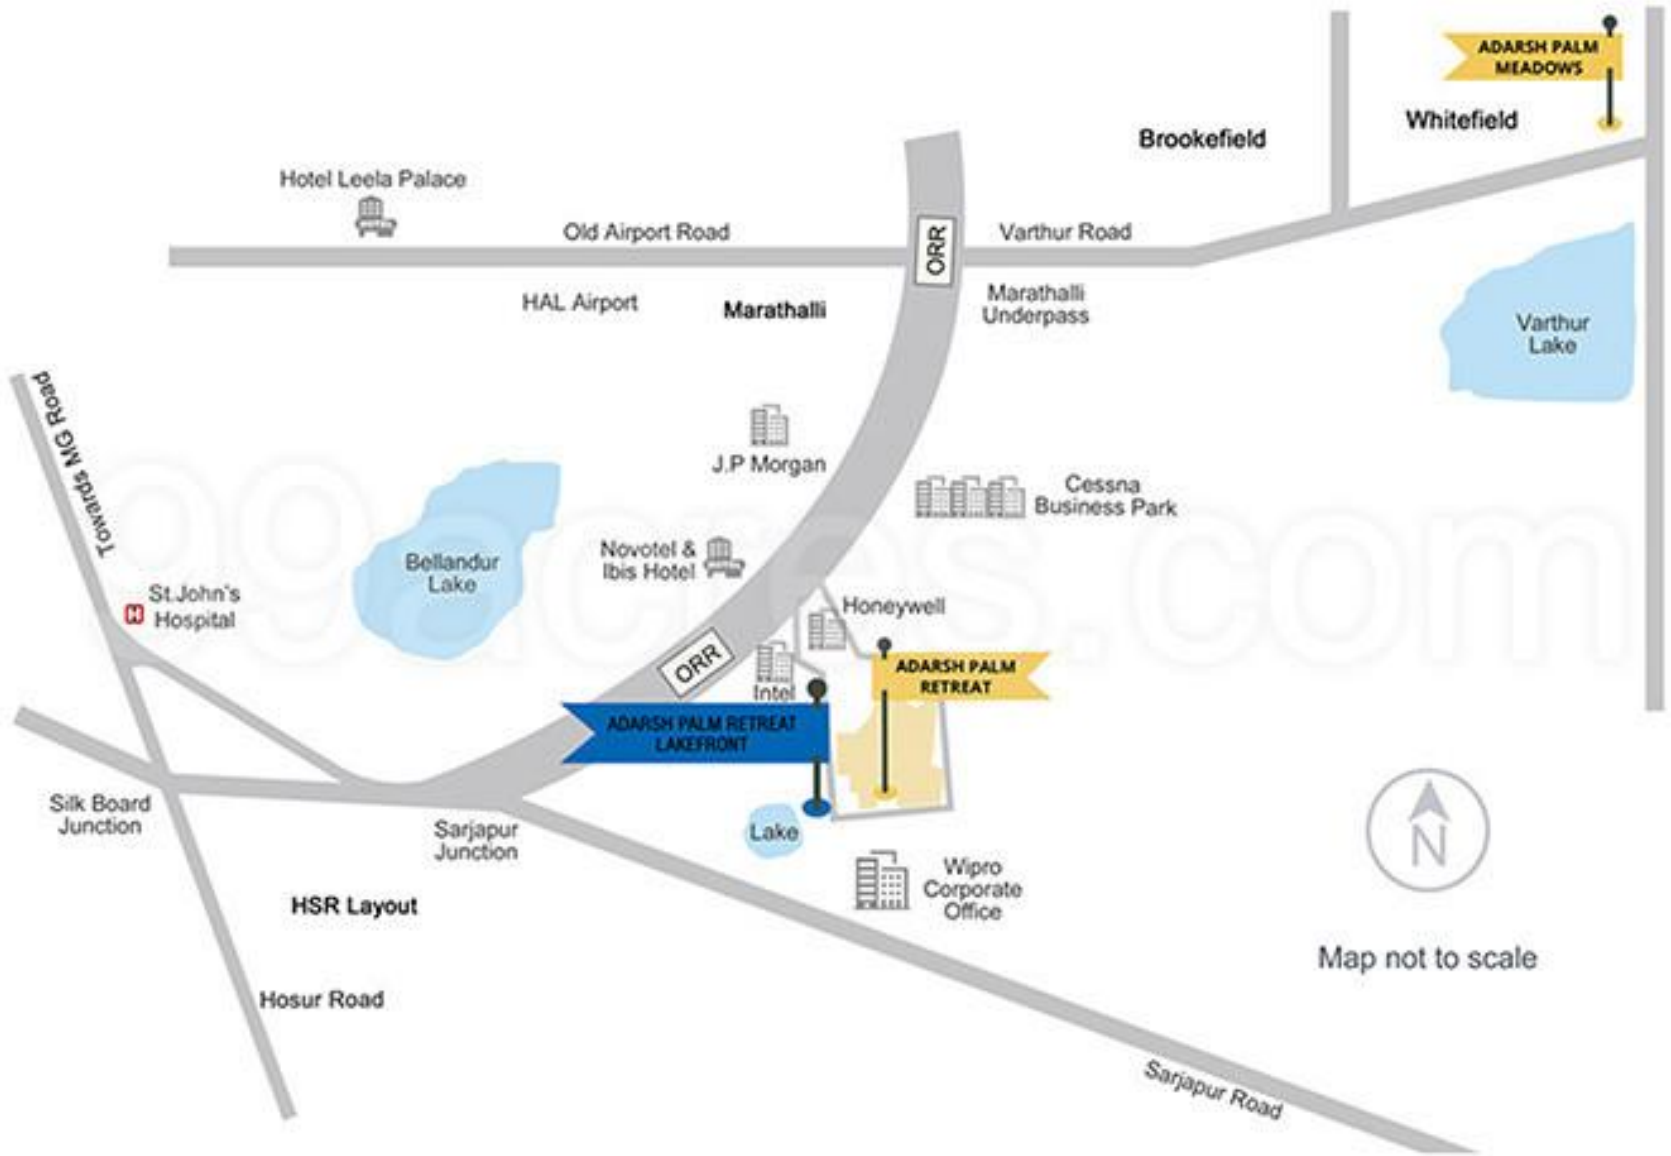 ADARSH PALM
MEADOWS
Whitefield
Brookefield
Hotel Leela Palace
Old Airport Road
ORR
Varthur Road
HAL Airport
Marathalli
Marathalli
Underpass
Varthur
Lake
Towards MG Road
J.P Morgan
Cessna
Business Park
99acres.com
Bellandur
Lake
Novotel &
Ibis Hotel
St.John's
Hospital
H
Honeywell
ORR
Intel
ADARSH PALM
RETREAT
ADARSH PALM RETREAT
LAKEFRONT
Silk Board
Junction
Sarjapur
Junction
Lake
Wipro
Corporate
Office
N
HSR Layout
Map not to scale
Hosur Road
Sarjapur Road